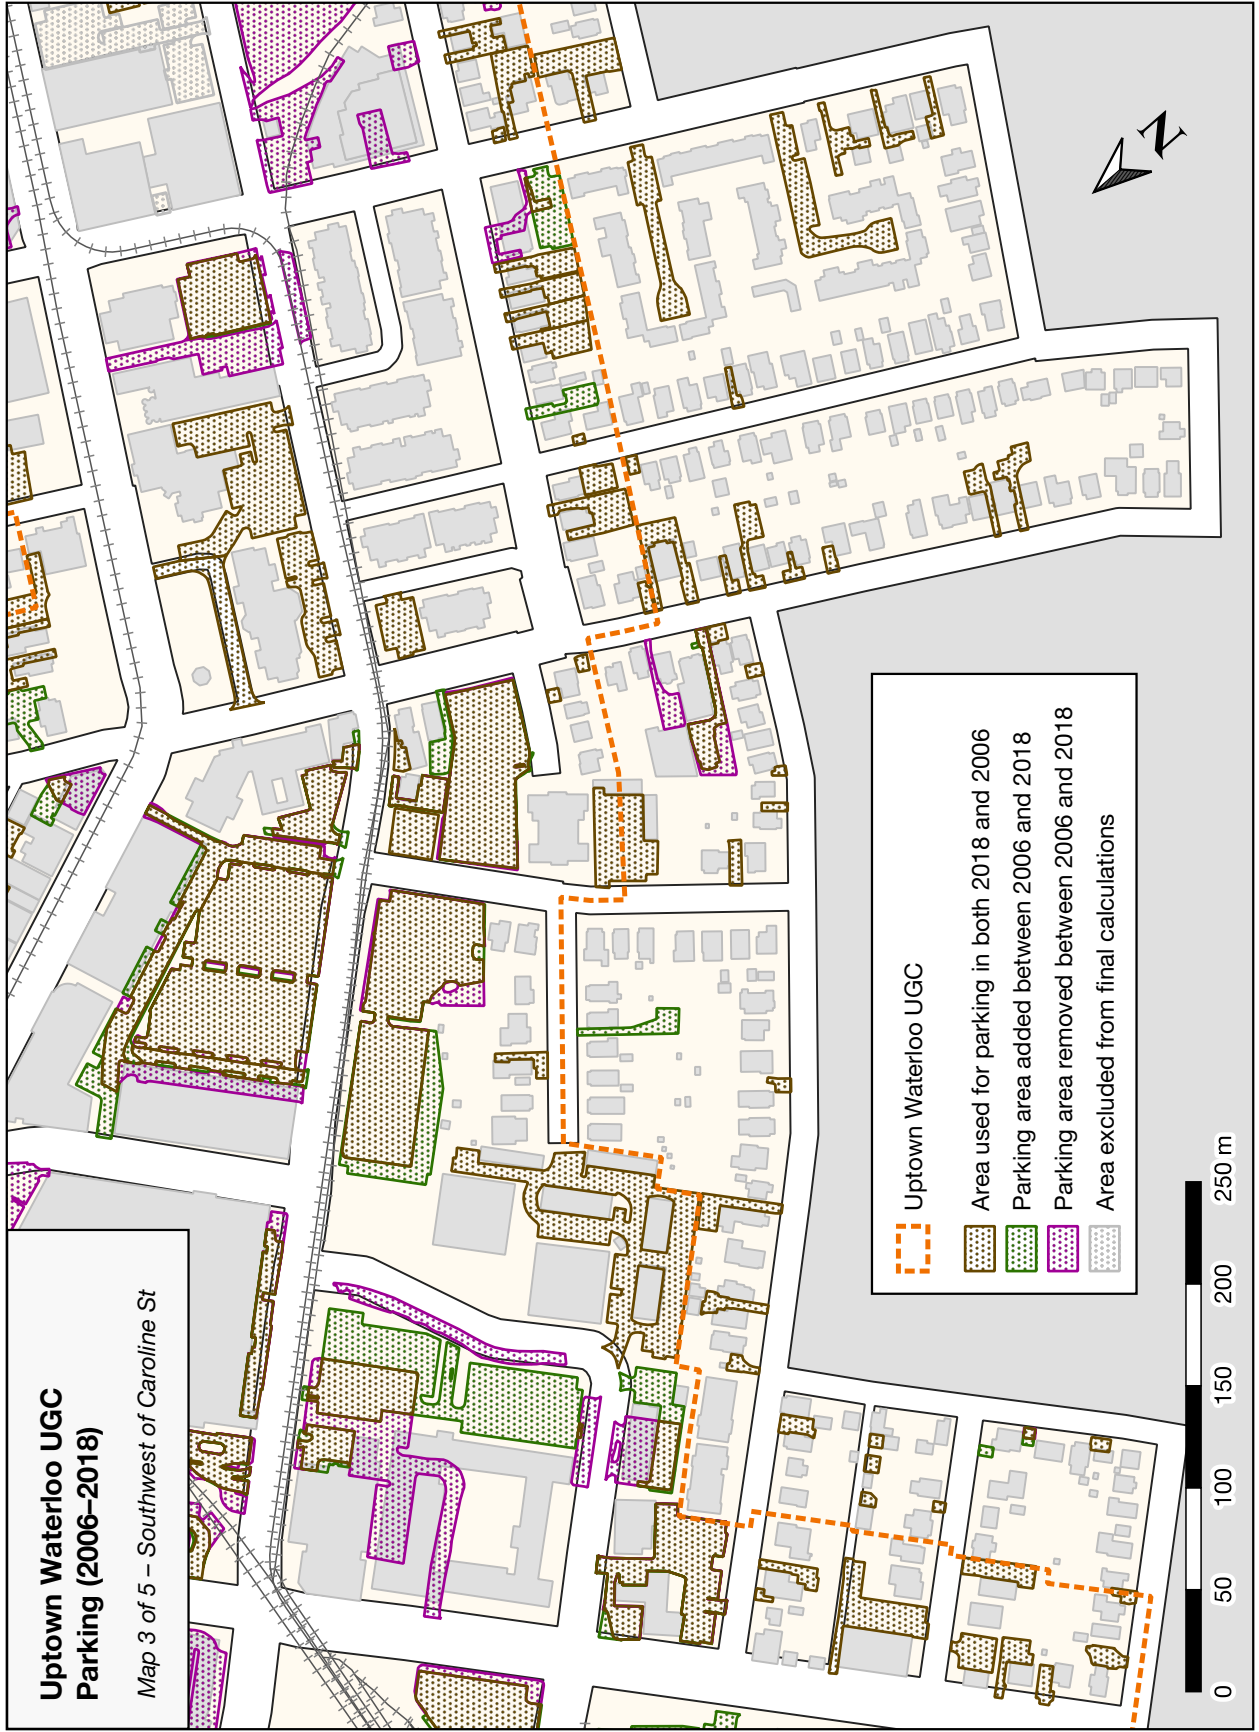 Uptown Waterloo UGC
Parking (2006–2018)
Map 3 of 5 – Southwest of Caroline St
N
Uptown Waterloo UGC
Area used for parking in both 2018 and 2006
Parking area added between 2006 and 2018
Parking area removed between 2006 and 2018
Area excluded from final calculations
0 50 100 150 200 250 m